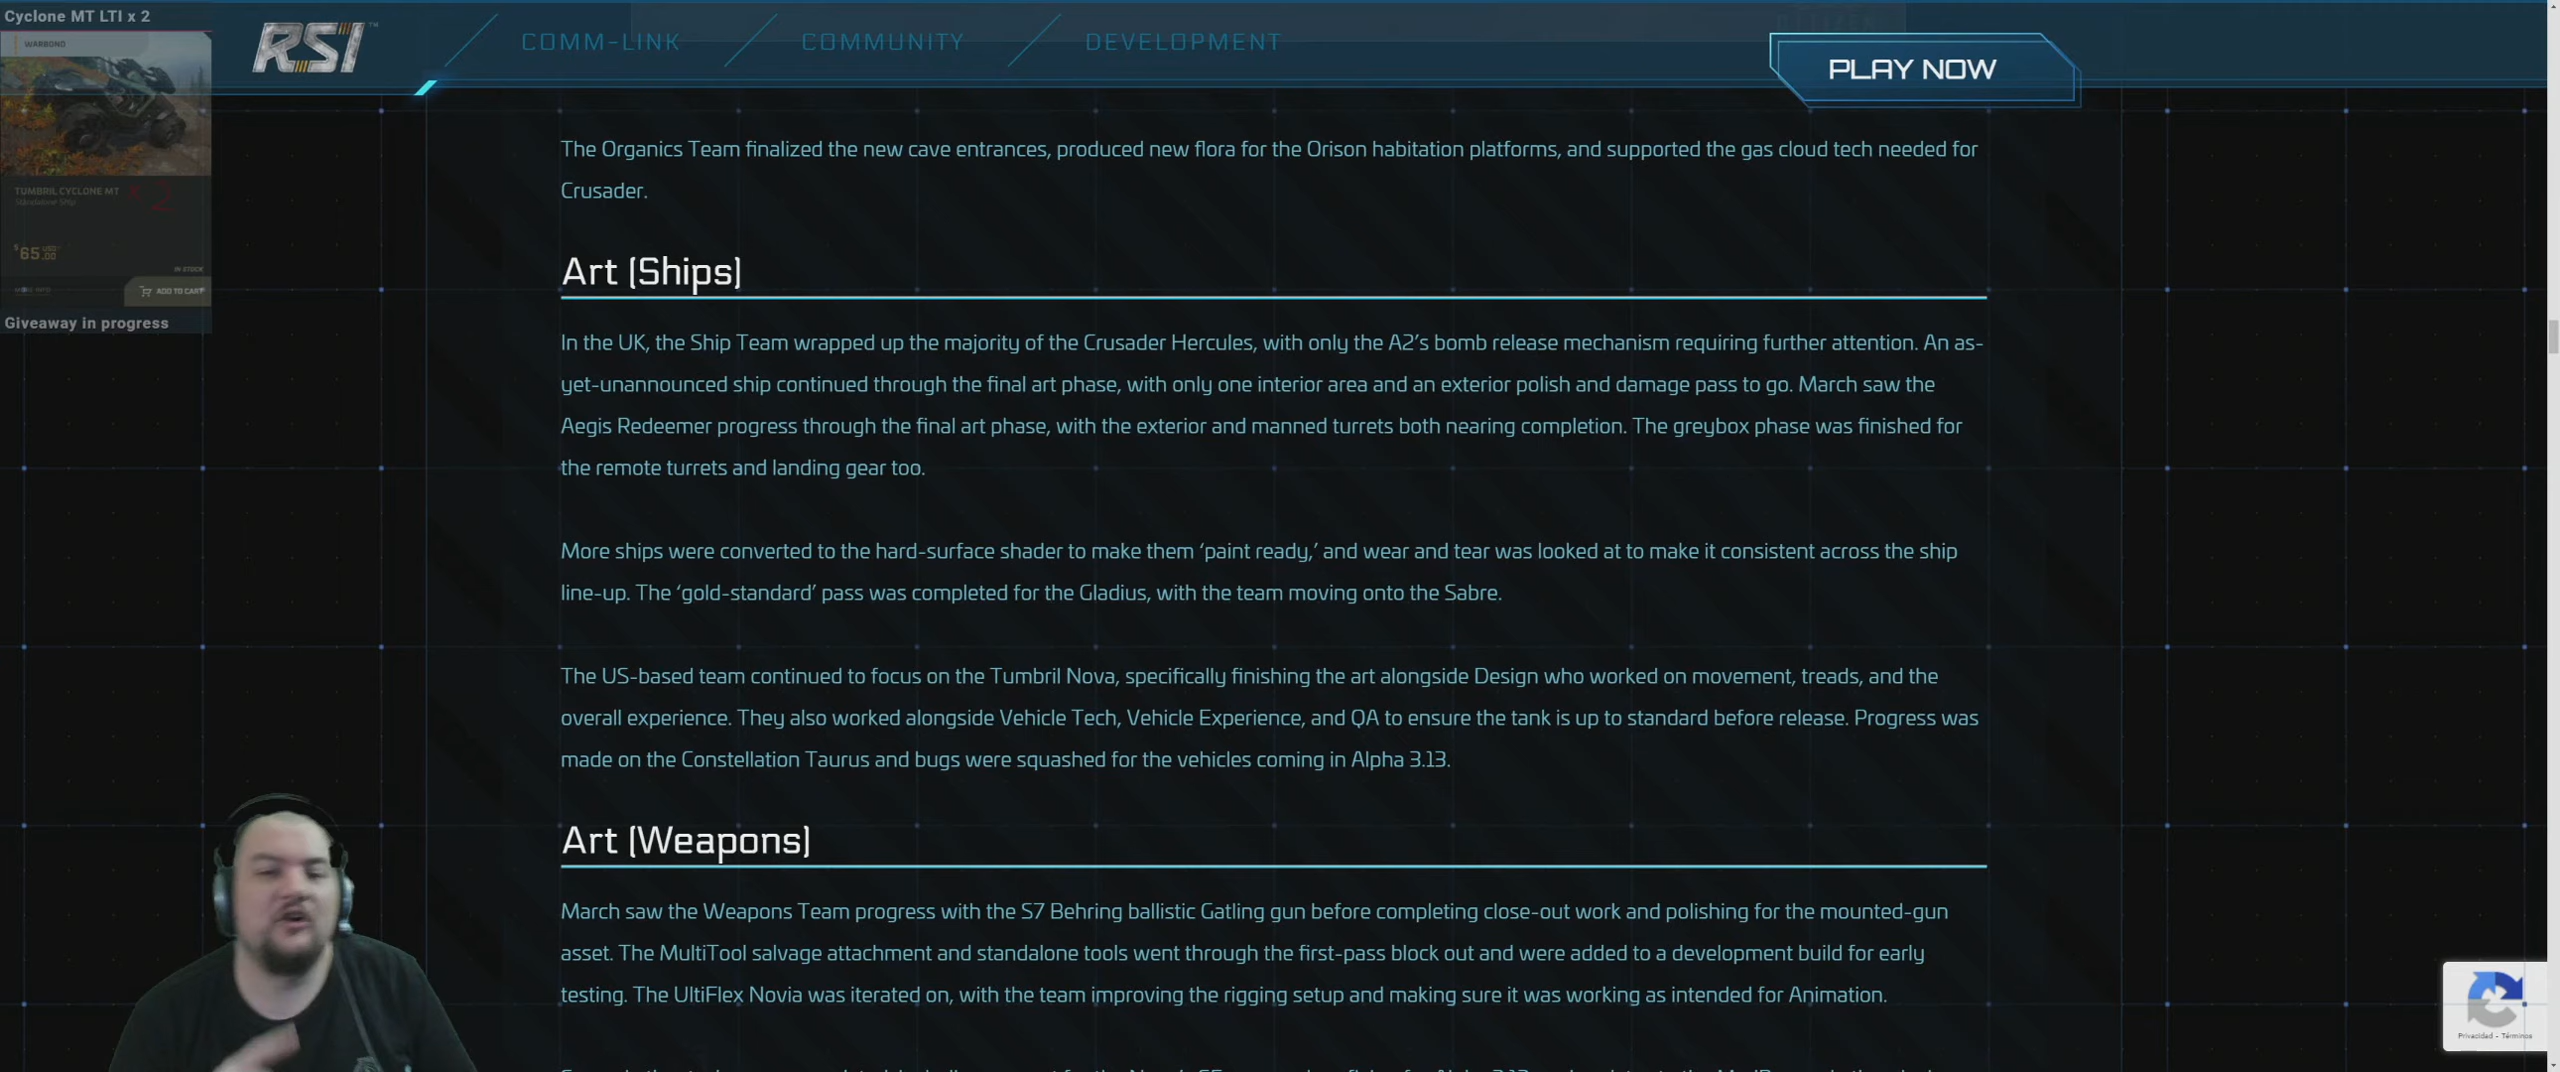 Cyclone MT LTI x 2
WARBOND
TUMBRIL CYCLONE MT
Standalone Ship
x 2
$65.00 USD
IN STOCK
MORE INFO
ADD TO CART
Giveaway in progress
RSI™
COMM-LINK
COMMUNITY
DEVELOPMENT
CITIZEN
PLAY NOW
The Organics Team finalized the new cave entrances, produced new flora for the Orison habitation platforms, and supported the gas cloud tech needed for
Crusader.
Art (Ships)
In the UK, the Ship Team wrapped up the majority of the Crusader Hercules, with only the A2’s bomb release mechanism requiring further attention. An as-
yet-unannounced ship continued through the final art phase, with only one interior area and an exterior polish and damage pass to go. March saw the
Aegis Redeemer progress through the final art phase, with the exterior and manned turrets both nearing completion. The greybox phase was finished for
the remote turrets and landing gear too.
More ships were converted to the hard-surface shader to make them ‘paint ready,’ and wear and tear was looked at to make it consistent across the ship
line-up. The ‘gold-standard’ pass was completed for the Gladius, with the team moving onto the Sabre.
The US-based team continued to focus on the Tumbril Nova, specifically finishing the art alongside Design who worked on movement, treads, and the
overall experience. They also worked alongside Vehicle Tech, Vehicle Experience, and QA to ensure the tank is up to standard before release. Progress was
made on the Constellation Taurus and bugs were squashed for the vehicles coming in Alpha 3.13.
Art (Weapons)
March saw the Weapons Team progress with the S7 Behring ballistic Gatling gun before completing close-out work and polishing for the mounted-gun
asset. The MultiTool salvage attachment and standalone tools went through the first-pass block out and were added to a development build for early
testing. The UltiFlex Novia was iterated on, with the team improving the rigging setup and making sure it was working as intended for Animation.
Privacidad - Términos